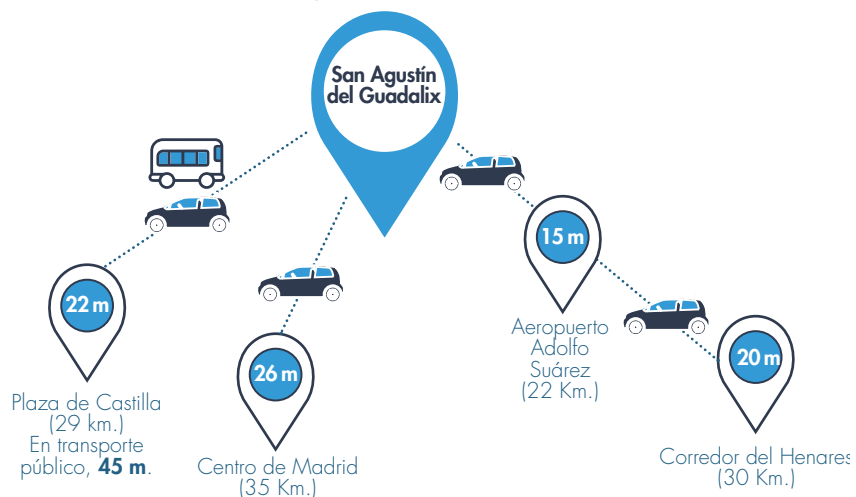 San Agustín
del Guadalix
22 m
Plaza de Castilla
(29 km.)
En transporte
público, 45 m.
26 m
Centro de Madrid
(35 Km.)
15 m
Aeropuerto
Adolfo
Suárez
(22 Km.)
20 m
Corredor del Henares
(30 Km.)